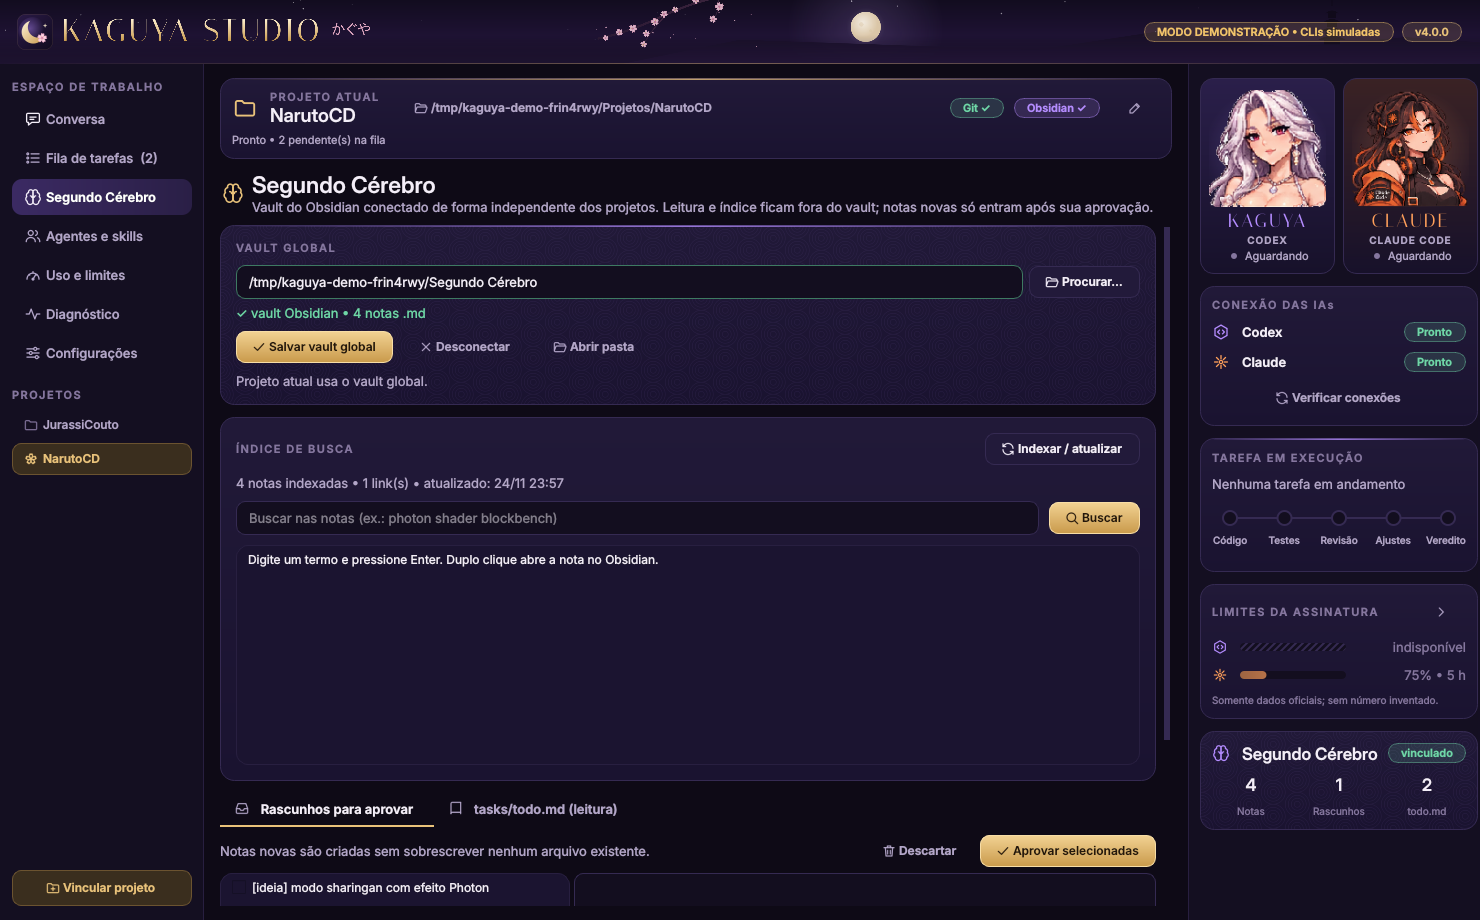 KAGUYA STUDIO かぐや
MODO DEMONSTRAÇÃO • CLIs simuladas
v4.0.0
ESPAÇO DE TRABALHO
Conversa
Fila de tarefas (2)
Segundo Cérebro
Agentes e skills
Uso e limites
Diagnóstico
Configurações
PROJETOS
JurassiCouto
NarutoCD
Vincular projeto
PROJETO ATUAL
NarutoCD
/tmp/kaguya-demo-frin4rwy/Projetos/NarutoCD
Git ✓
Obsidian ✓
Pronto • 2 pendente(s) na fila
Segundo Cérebro
Vault do Obsidian conectado de forma independente dos projetos. Leitura e índice ficam fora do vault; notas novas só entram após sua aprovação.
VAULT GLOBAL
/tmp/kaguya-demo-frin4rwy/Segundo Cérebro
Procurar...
✓ vault Obsidian • 4 notas .md
Salvar vault global
Desconectar
Abrir pasta
Projeto atual usa o vault global.
ÍNDICE DE BUSCA
Indexar / atualizar
4 notas indexadas • 1 link(s) • atualizado: 24/11 23:57
Buscar nas notas (ex.: photon shader blockbench)
Buscar
Digite um termo e pressione Enter. Duplo clique abre a nota no Obsidian.
Rascunhos para aprovar
tasks/todo.md (leitura)
Notas novas são criadas sem sobrescrever nenhum arquivo existente.
Descartar
Aprovar selecionadas
[ideia] modo sharingan com efeito Photon
KAGUYA
CODEX
Aguardando
CLAUDE
CLAUDE CODE
Aguardando
CONEXÃO DAS IAs
Codex
Pronto
Claude
Pronto
Verificar conexões
TAREFA EM EXECUÇÃO
Nenhuma tarefa em andamento
Código
Testes
Revisão
Ajustes
Veredito
LIMITES DA ASSINATURA
indisponível
75% • 5 h
Somente dados oficiais; sem número inventado.
Segundo Cérebro
vinculado
4
1
2
Notas
Rascunhos
todo.md